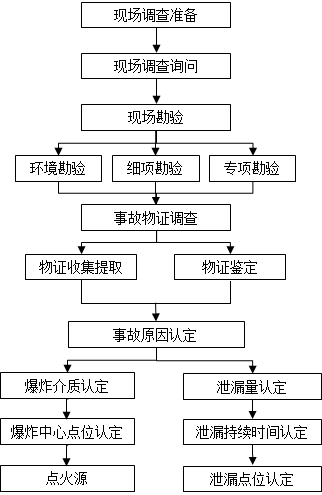 现场调查准备
现场调查询问
现场勘验
环境勘验
细项勘验
专项勘验
事故物证调查
物证收集提取
物证鉴定
事故原因认定
爆炸介质认定
泄漏量认定
爆炸中心点位认定
泄漏持续时间认定
点火源
泄漏点位认定